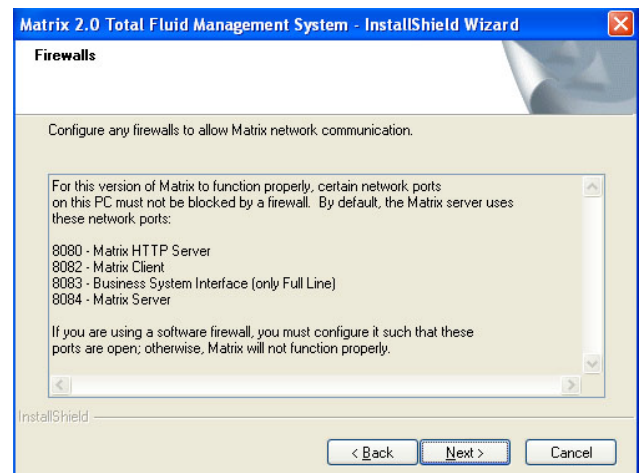 Matrix 2.0 Total Fluid Management System - InstallShield Wizard
Firewalls
Configure any firewalls to allow Matrix network communication.
For this version of Matrix to function properly, certain network ports
on this PC must not be blocked by a firewall. By default, the Matrix server uses
these network ports:
8080 - Matrix HTTP Server
8082 - Matrix Client
8083 - Business System Interface (only Full Line)
8084 - Matrix Server
If you are using a software firewall, you must configure it such that these
ports are open; otherwise, Matrix will not function properly.
InstallShield
< Back
Next >
Cancel